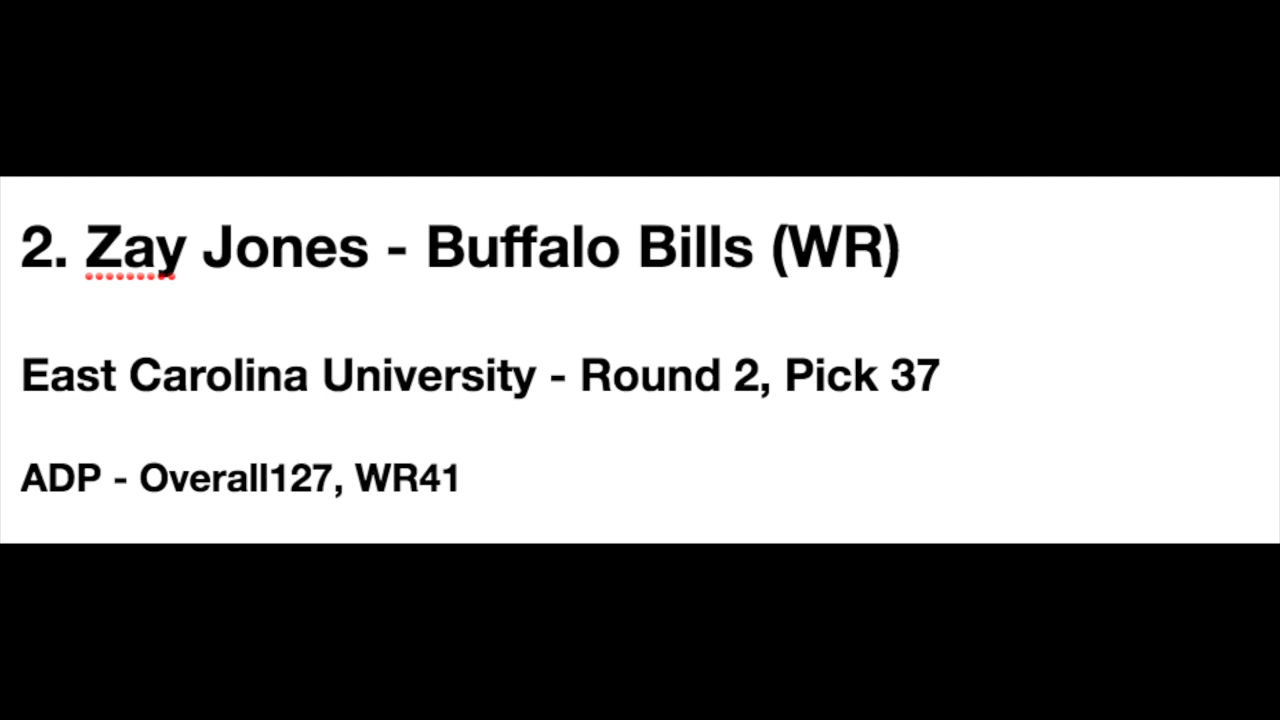 2. Zay Jones - Buffalo Bills (WR)
East Carolina University - Round 2, Pick 37
ADP - Overall127, WR41